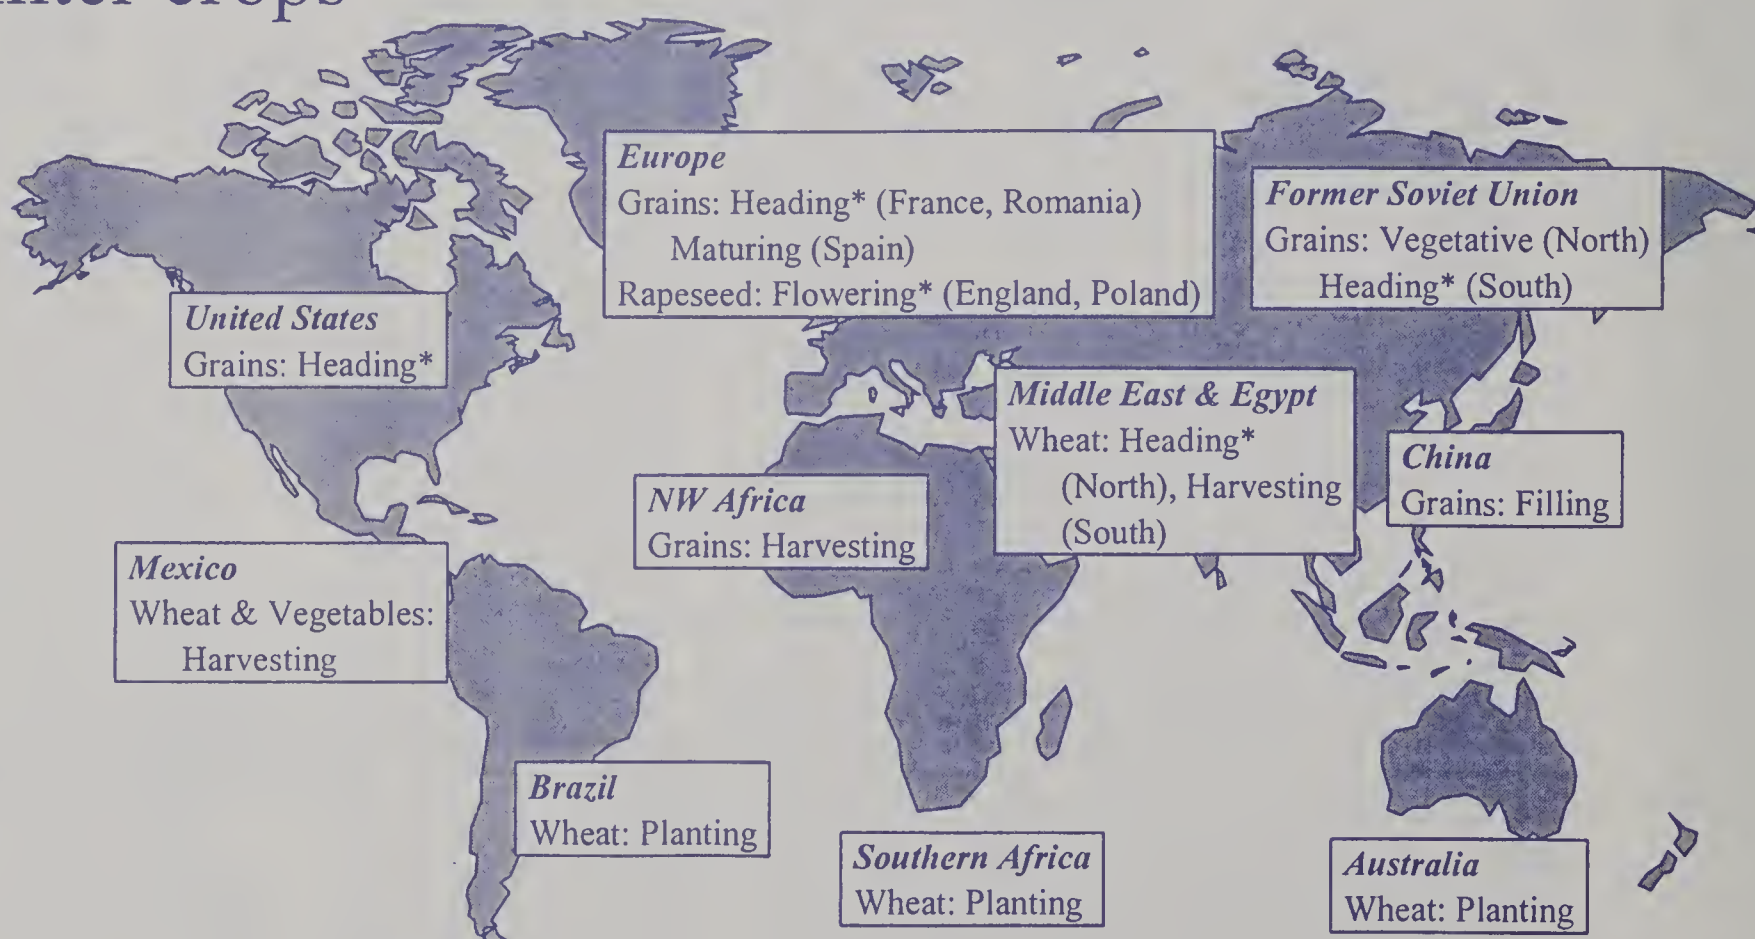 crops
Europe
Grains: Heading* (France, Romania)
Maturing (Spain)
Rapeseed: Flowering* (England, Poland)
Former Soviet Union
Grains: Vegetative (North)
Heading* (South)
United States
Grains: Heading*
Middle East & Egypt
Wheat: Heading*
(North), Harvesting
(South)
China
Grains: Filling
NW Africa
Grains: Harvesting
Mexico
Wheat & Vegetables:
Harvesting
Brazil
Wheat: Planting
Southern Africa
Wheat: Planting
Australia
Wheat: Planting